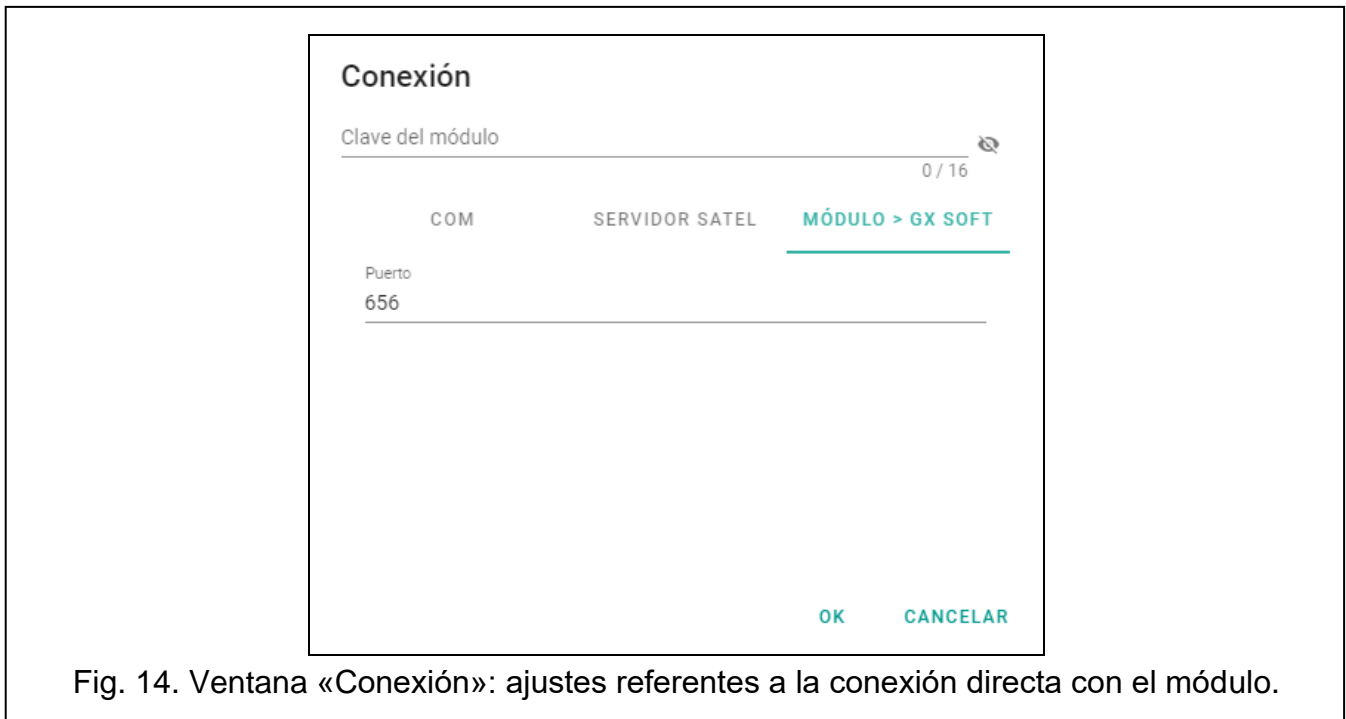 Conexión
Clave del módulo
0 / 16
COM SERVIDOR SATEL MÓDULO > GX SOFT
Puerto
656
OK CANCELAR
Fig. 14. Ventana «Conexión»: ajustes referentes a la conexión directa con el módulo.